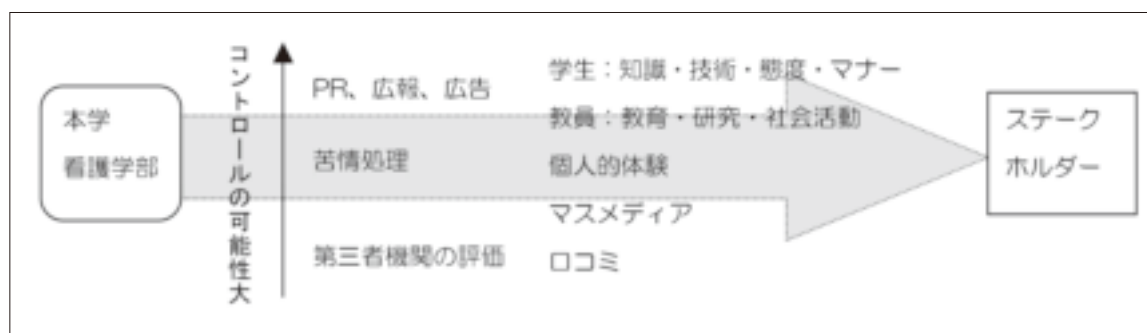 本学
看護学部
コントロールの可能性大
PR、広報、広告
苦情処理
第三者機関の評価
学生：知識・技術・態度・マナー
教員：教育・研究・社会活動
個人的体験
マスメディア
口コミ
ステーク
ホルダー